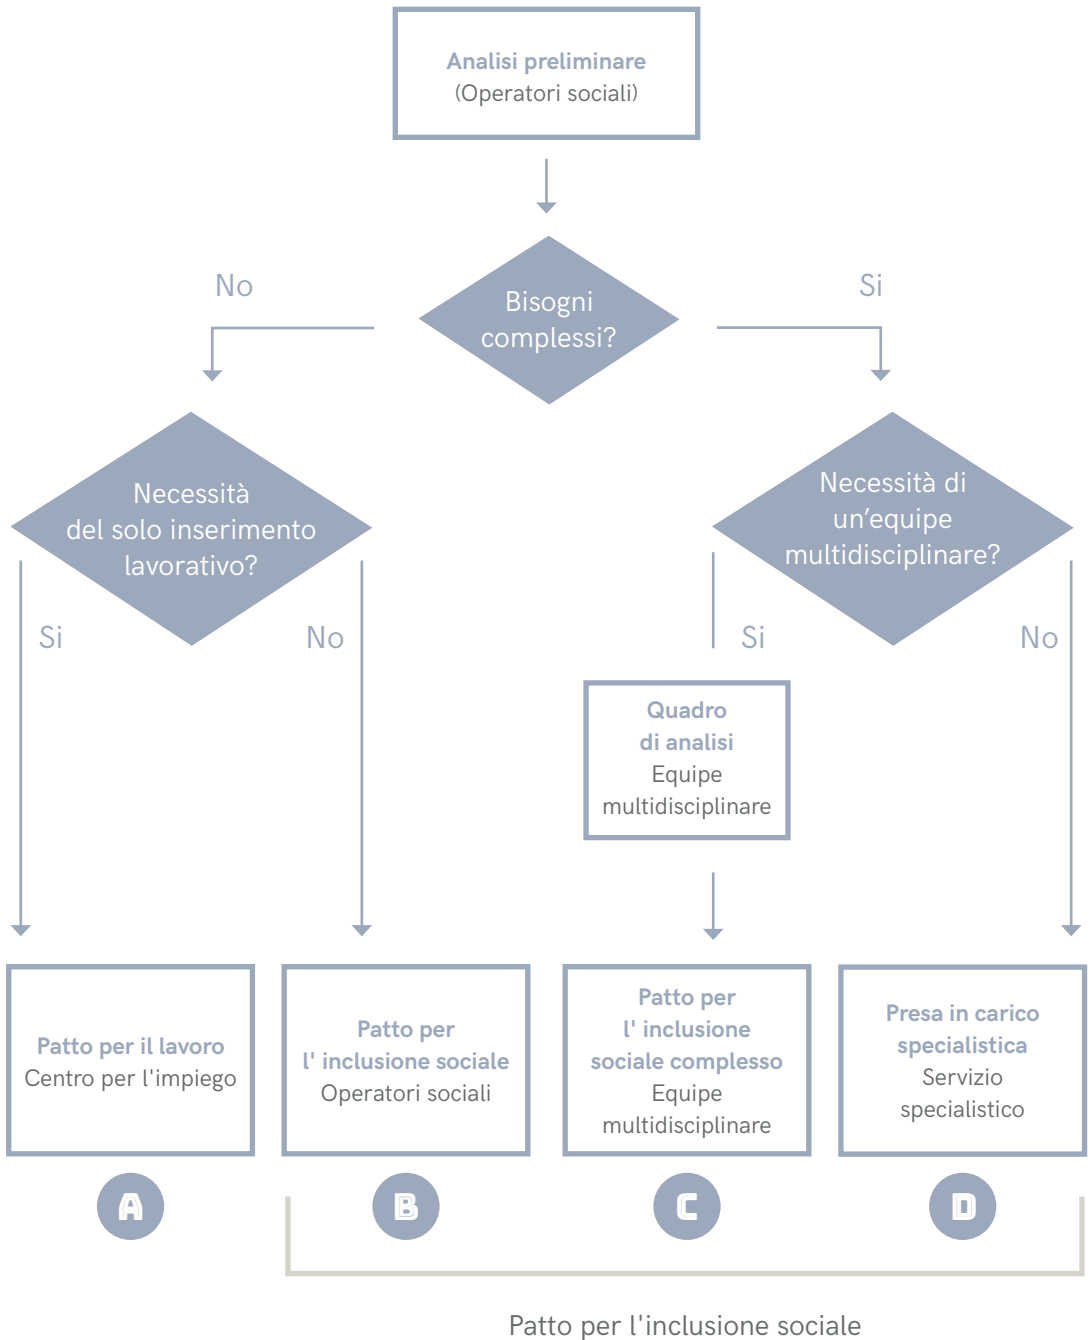 Analisi preliminare
(Operatori sociali)
No
Si
Bisogni
complessi?
Necessità
del solo inserimento
lavorativo?
Necessità di
un’equipe
multidisciplinare?
Si
No
Si
No
Quadro
di analisi
Equipe
multidisciplinare
Patto per il lavoro
Centro per l'impiego
Patto per
l' inclusione sociale
Operatori sociali
Patto per
l' inclusione
sociale complesso
Equipe
multidisciplinare
Presa in carico
specialistica
Servizio
specialistico
A
B
C
D
Patto per l'inclusione sociale